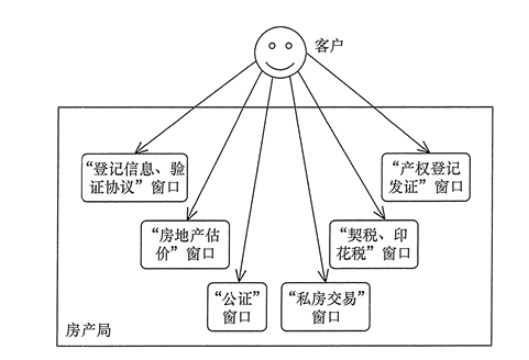 客户
“登记信息、验
证协议”窗口
“产权登记
发证”窗口
“房地产估
价”窗口
“契税、印
花税”窗口
“公证”
窗口
“私房交易”
窗口
房产局